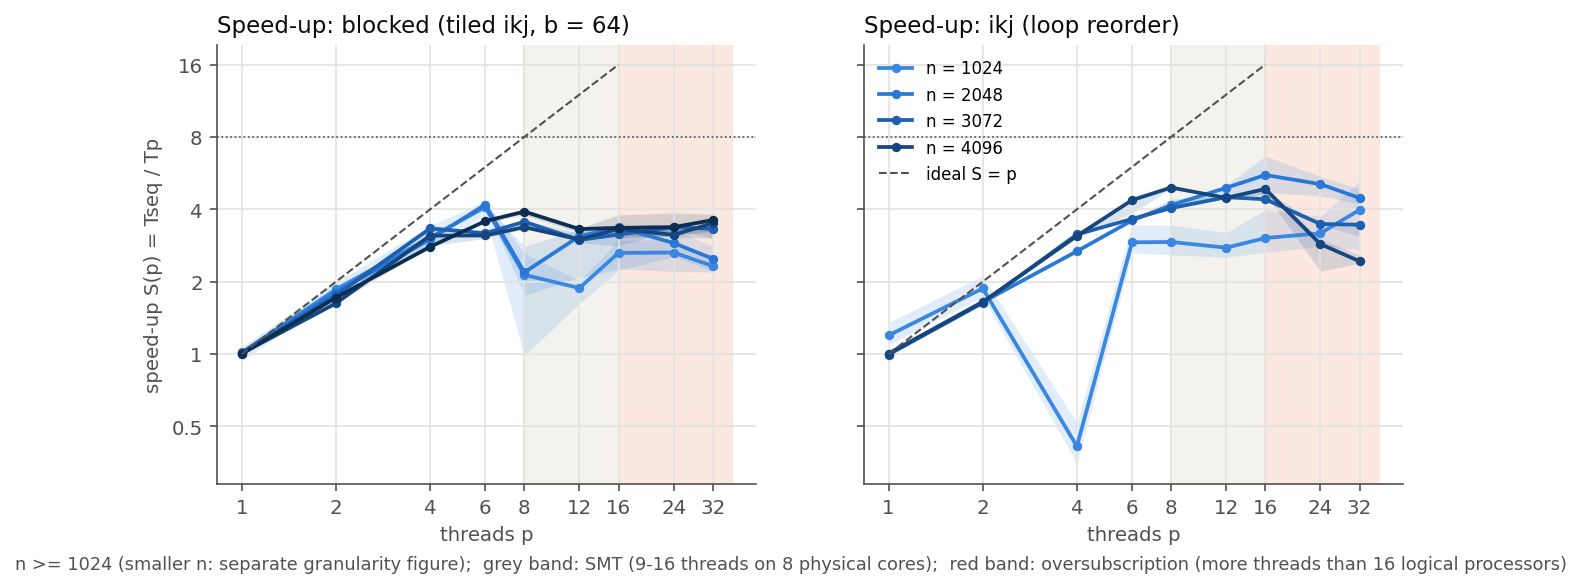 Speed-up: blocked (tiled ikj, b = 64)
speed-up S(p) = Tseq / Tp
16
8
4
2
1
0.5
1 2 4 6 8 12 16 24 32
threads p
Speed-up: ikj (loop reorder)
n = 1024
n = 2048
n = 3072
n = 4096
ideal S = p
1 2 4 6 8 12 16 24 32
threads p
n >= 1024 (smaller n: separate granularity figure);  grey band: SMT (9-16 threads on 8 physical cores);  red band: oversubscription (more threads than 16 logical processors)